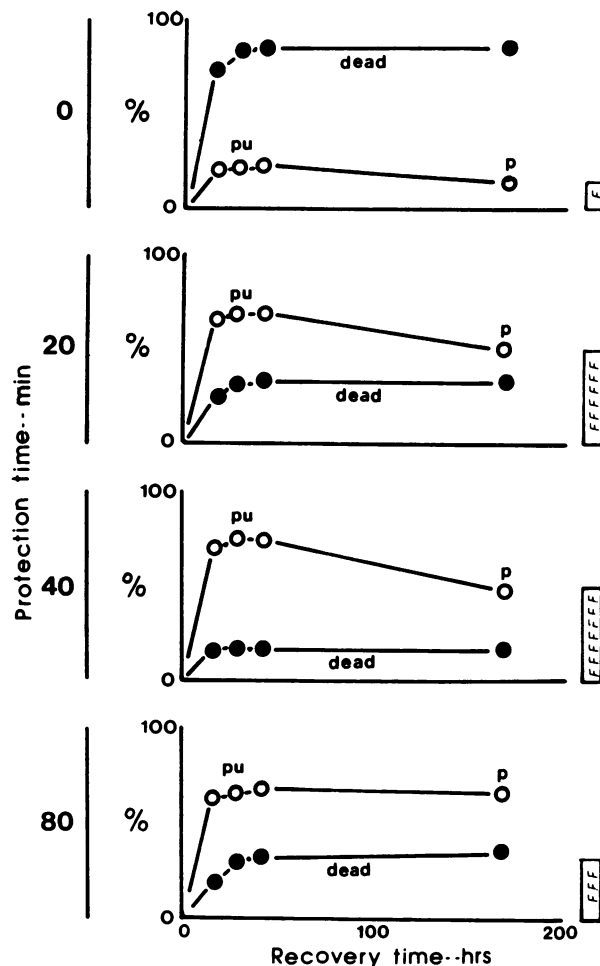 Protection time--min
0
%
100
0
pu
dead
p
F
20
%
100
0
pu
dead
p
F F F F F F
40
%
100
0
pu
dead
p
F F F F F F F
80
%
100
0
pu
dead
p
F F F
0 100 200
Recovery time--hrs